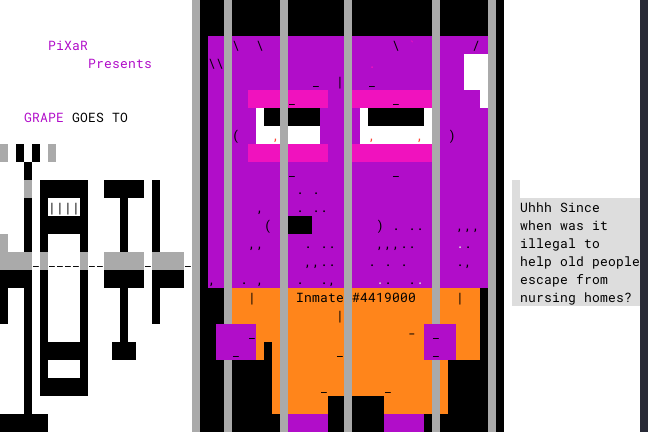 PiXaR
Presents
GRAPE GOES TO
Inmate #4419000
Uhhh Since
when was it
illegal to
help old people
escape from
nursing homes?